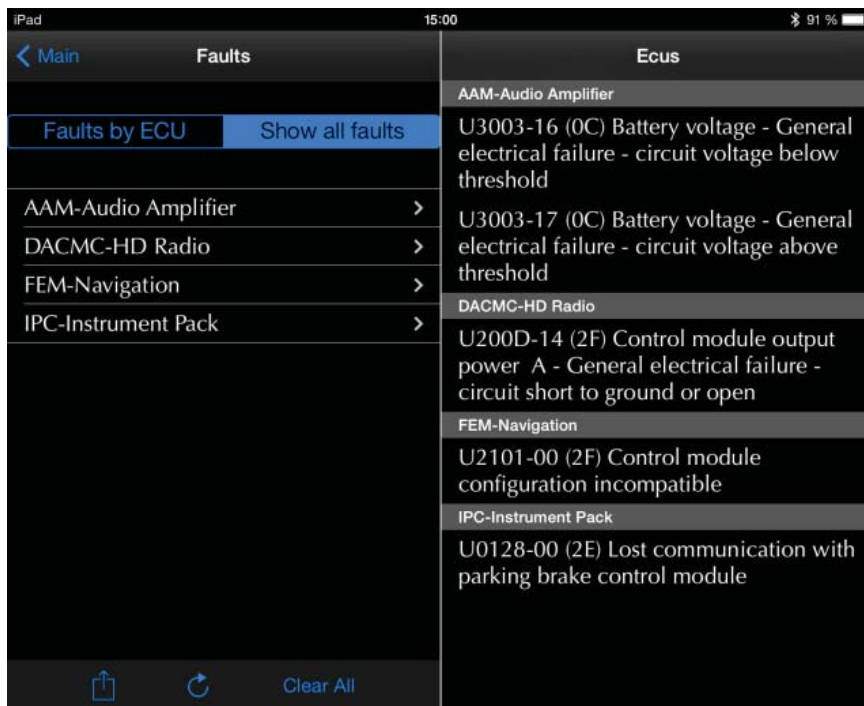 iPad 15:00 91 %
Main Faults
Faults by ECU Show all faults
AAM-Audio Amplifier
DACMC-HD Radio
FEM-Navigation
IPC-Instrument Pack
Clear All
Ecus
AAM-Audio Amplifier
U3003-16 (0C) Battery voltage - General
electrical failure - circuit voltage below
threshold
U3003-17 (0C) Battery voltage - General
electrical failure - circuit voltage above
threshold
DACMC-HD Radio
U200D-14 (2F) Control module output
power A - General electrical failure -
circuit short to ground or open
FEM-Navigation
U2101-00 (2F) Control module
configuration incompatible
IPC-Instrument Pack
U0128-00 (2E) Lost communication with
parking brake control module